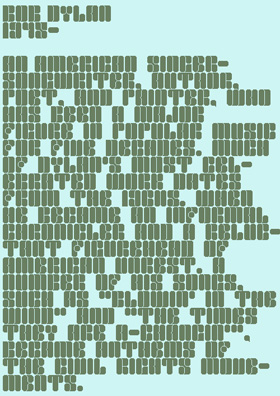 BOB DYLAN
IS'S-
AN AMERICAN SINGER-
SONGWRITER, AUTHOR,
POET, AND PAINTER, WHO
HAS BEEN A MAJOR
FIGURE IN POPULAR MUSIC
FOR FIVE DECADES. MUCH
OF DYLAN'S MOST CEL-
EBRATED WORK DATES
FROM THE 1960S, WHEN
HE BECAME AN INFORMAL
CHRONICLER AND A RELUC-
TANT FIGUREHEAD OF
AMERICAN UNREST. A
NUMBER OF HIS SONGS,
SUCH AS "BLOWIN' IN THE
WIND" AND "THE TIMES
THEY ARE A-CHANGIN'",
BECAME ANTHEMS OF
THE CIVIL RIGHTS MOVE-
MENTS.